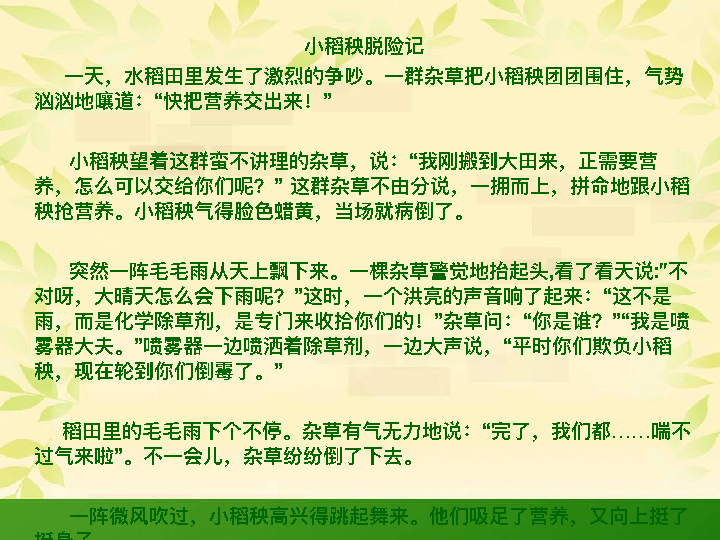 小稻秧脱险记
一天，水稻田里发生了激烈的争吵。一群杂草把小稻秧团团围住，气势
汹汹地嚷道：“快把营养交出来！”
小稻秧望着这群蛮不讲理的杂草，说：“我刚搬到大田来，正需要营
养，怎么可以交给你们呢？” 这群杂草不由分说，一拥而上，拼命地跟小稻
秧抢营养。小稻秧气得脸色蜡黄，当场就病倒了。
突然一阵毛毛雨从天上飘下来。一棵杂草警觉地抬起头,看了看天说:″不
对呀，大晴天怎么会下雨呢？”这时，一个洪亮的声音响了起来：“这不是
雨，而是化学除草剂，是专门来收拾你们的！”杂草问：“你是谁？”“我是喷
雾器大夫。”喷雾器一边喷洒着除草剂，一边大声说，“平时你们欺负小稻
秧，现在轮到你们倒霉了。”
稻田里的毛毛雨下个不停。杂草有气无力地说：“完了，我们都……喘不
过气来啦”。不一会儿，杂草纷纷倒了下去。
一阵微风吹过，小稻秧高兴得跳起舞来。他们吸足了营养，又向上挺了
挺身子